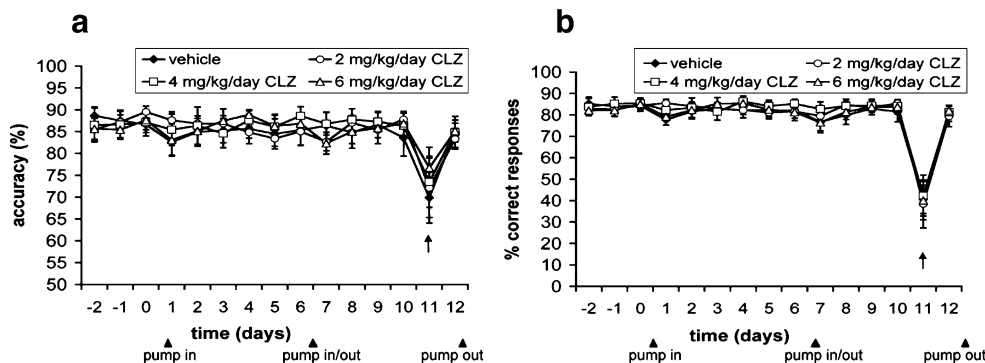 a
vehicle 2 mg/kg/day CLZ
4 mg/kg/day CLZ 6 mg/kg/day CLZ
accuracy (%)
100
95
90
85
80
75
70
65
60
55
50
-2 -1 0 1 2 3 4 5 6 7 8 9 10 11 12
time (days)
pump in pump in/out pump out
b
vehicle 2 mg/kg/day CLZ
4 mg/kg/day CLZ 6 mg/kg/day CLZ
% correct responses
100
90
80
70
60
50
40
30
20
10
0
-2 -1 0 1 2 3 4 5 6 7 8 9 10 11 12
time (days)
pump in pump in/out pump out